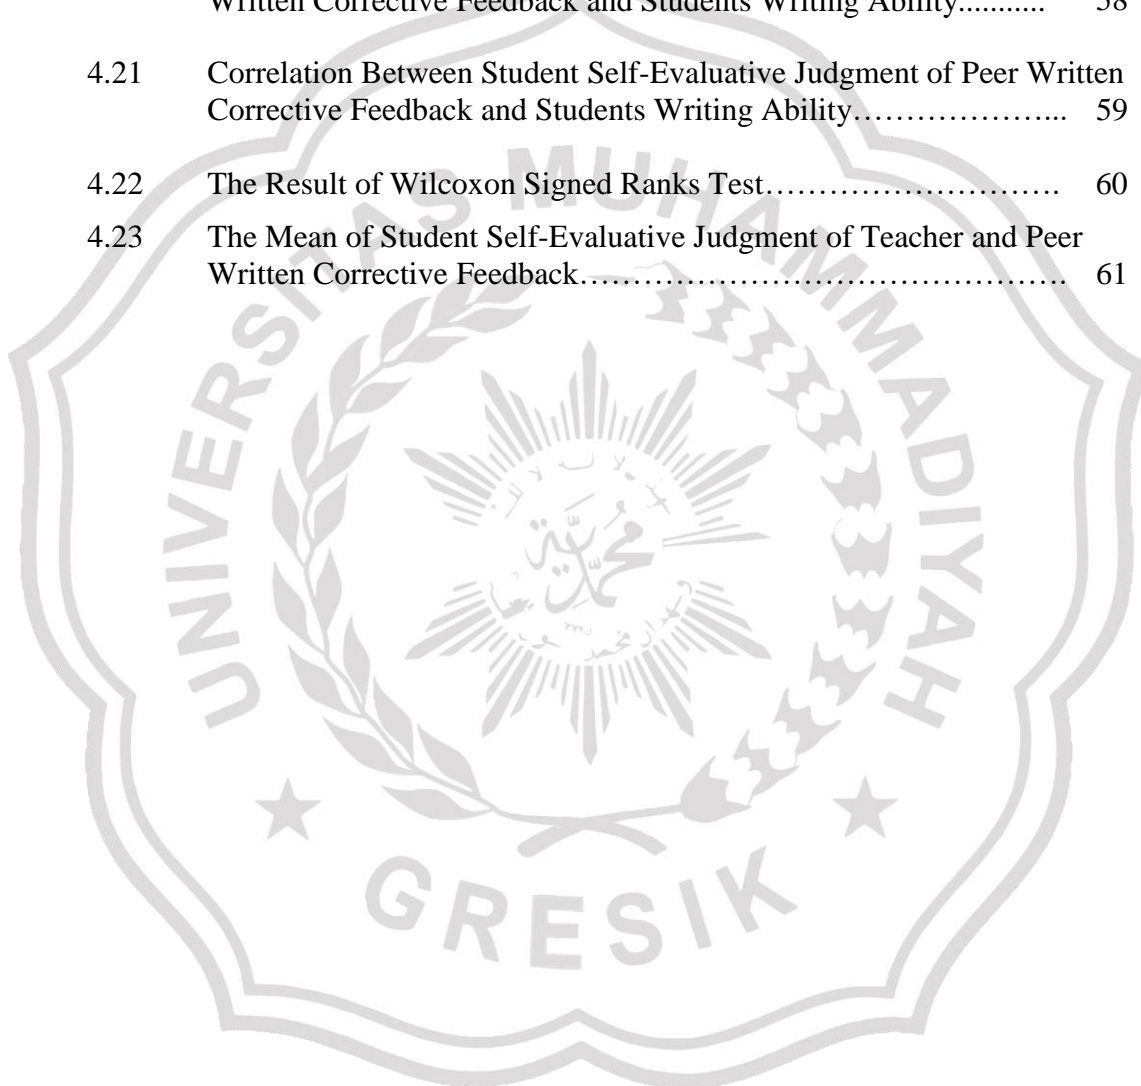 Written Corrective Feedback and Students Writing Ability........... 58
4.21 Correlation Between Student Self-Evaluative Judgment of Peer Written
Corrective Feedback and Students Writing Ability………………... 59
4.22 The Result of Wilcoxon Signed Ranks Test………………………. 60
4.23 The Mean of Student Self-Evaluative Judgment of Teacher and Peer
Written Corrective Feedback………………………………………. 61
UNIVERSITAS MUHAMMADIYAH
GRESIK